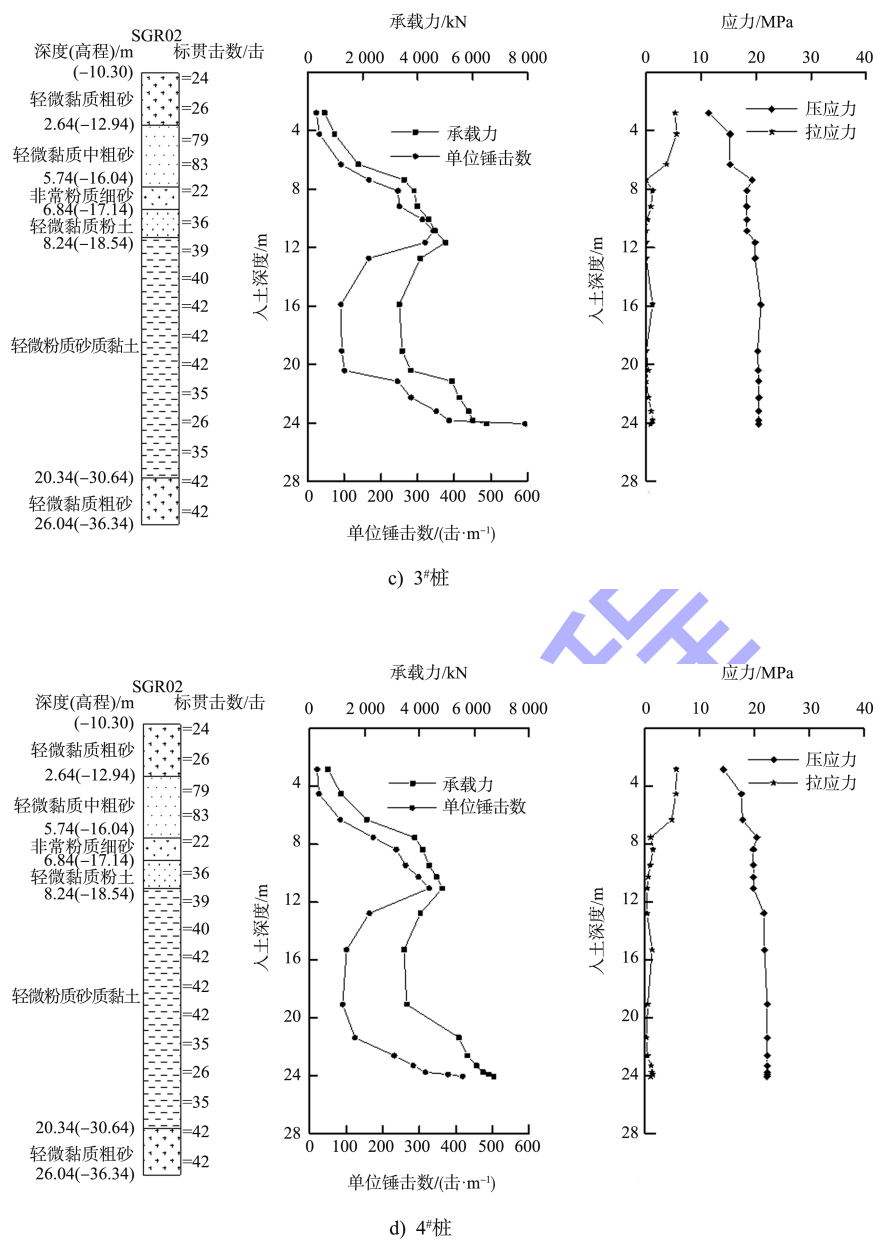 SGR02
深度(高程)/m 标贯击数/击
(−10.30)
=24
轻微黏质粗砂
=26
2.64(−12.94)
=79
轻微黏质中粗砂
=83
5.74(−16.04)
=22
非常粉质细砂
6.84(−17.14)
轻微黏质粉土
=36
8.24(−18.54)
=39
=40
=42
=42
轻微粉质砂质黏土
=42
=35
=26
=35
20.34(−30.64)
=42
轻微黏质粗砂
=42
26.04(−36.34)
承载力/kN
0 2 000 4 000 6 000 8 000
4
8
12
16
20
24
28
入土深度/m
承载力
单位锤击数
0 100 200 300 400 500 600
单位锤击数/(击·m⁻¹)
应力/MPa
0 10 20 30 40
4
8
12
16
20
24
28
入土深度/m
压应力
拉应力
c) 3#桩
SGR02
深度(高程)/m 标贯击数/击
(−10.30)
=24
轻微黏质粗砂
=26
2.64(−12.94)
=79
轻微黏质中粗砂
=83
5.74(−16.04)
=22
非常粉质细砂
6.84(−17.14)
轻微黏质粉土
=36
8.24(−18.54)
=39
=40
=42
=42
轻微粉质砂质黏土
=42
=35
=26
=35
20.34(−30.64)
=42
轻微黏质粗砂
=42
26.04(−36.34)
承载力/kN
0 2 000 4 000 6 000 8 000
4
8
12
16
20
24
28
入土深度/m
承载力
单位锤击数
0 100 200 300 400 500 600
单位锤击数/(击·m⁻¹)
应力/MPa
0 10 20 30 40
4
8
12
16
20
24
28
入土深度/m
压应力
拉应力
d) 4#桩